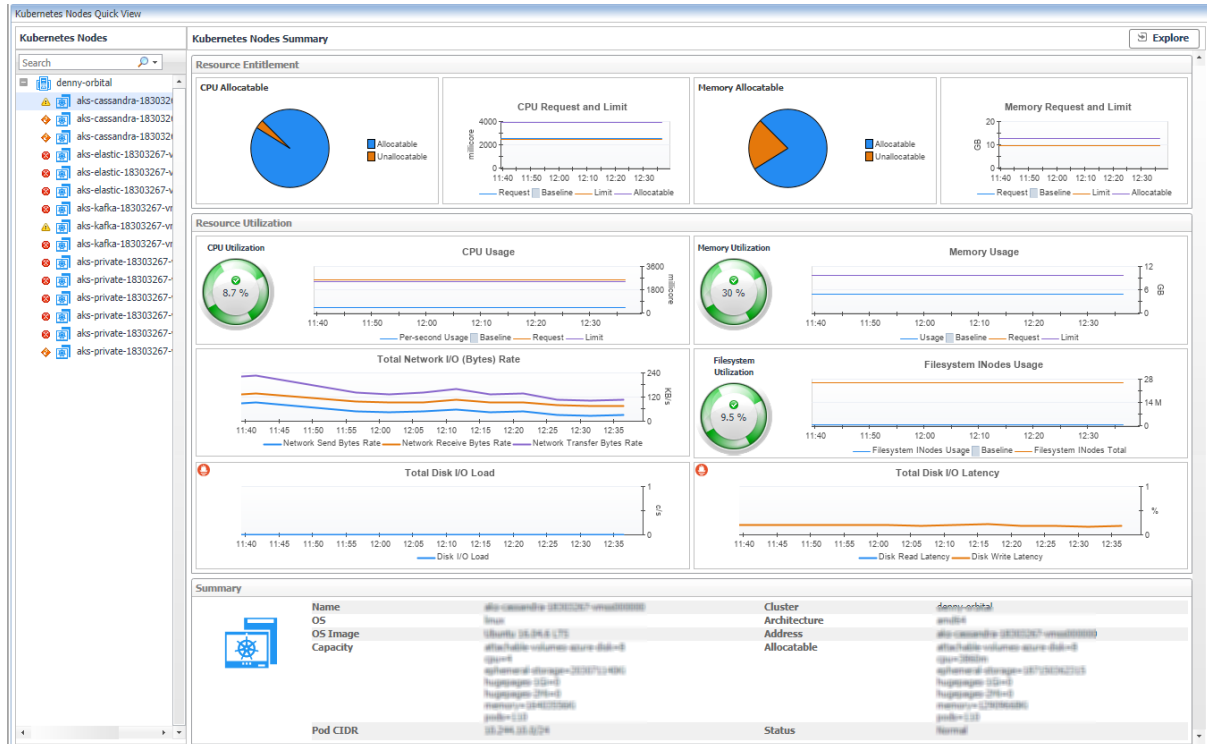 Kubernetes Nodes Quick View
Kubernetes Nodes
Search
denny-orbital
aks-cassandra-18303267
aks-cassandra-1830326
aks-cassandra-1830326
aks-elastic-18303267-v
aks-elastic-18303267-v
aks-elastic-18303267-v
aks-kafka-18303267-vr
aks-kafka-18303267-vr
aks-kafka-18303267-vr
aks-private-18303267-
aks-private-18303267-
aks-private-18303267-
aks-private-18303267-
aks-private-18303267-
aks-private-18303267-
Kubernetes Nodes Summary
Explore
Resource Entitlement
CPU Allocatable
Allocatable
Unallocatable
CPU Request and Limit
millicore
4000
2000
0
11:40 11:50 12:00 12:10 12:20 12:30
Request Baseline Limit Allocatable
Memory Allocatable
Allocatable
Unallocatable
Memory Request and Limit
GB
20
10
0
11:40 11:50 12:00 12:10 12:20 12:30
Request Baseline Limit Allocatable
Resource Utilization
CPU Utilization
8.7 %
CPU Usage
3600
1800
0
millicore
11:40 11:50 12:00 12:10 12:20 12:30
Per-second Usage Baseline Request Limit
Memory Utilization
30 %
Memory Usage
12
6
0
GB
11:40 11:50 12:00 12:10 12:20 12:30
Usage Baseline Request Limit
Total Network I/O (Bytes) Rate
240
120
0
KB/s
11:40 11:45 11:50 11:55 12:00 12:05 12:10 12:15 12:20 12:25 12:30 12:35
Network Send Bytes Rate Network Receive Bytes Rate Network Transfer Bytes Rate
Filesystem
Utilization
9.5 %
Filesystem INodes Usage
28
14 M
0
11:40 11:50 12:00 12:10 12:20 12:30
Filesystem INodes Usage Baseline Filesystem INodes Total
Total Disk I/O Load
1
0
c/s
11:40 11:45 11:50 11:55 12:00 12:05 12:10 12:15 12:20 12:25 12:30 12:35
Disk I/O Load
Total Disk I/O Latency
1
0
%
11:40 11:45 11:50 11:55 12:00 12:05 12:10 12:15 12:20 12:25 12:30 12:35
Disk Read Latency Disk Write Latency
Summary
Name
Cluster denny-orbital
OS
Architecture
OS Image
Address
Capacity
Allocatable
Pod CIDR
Status